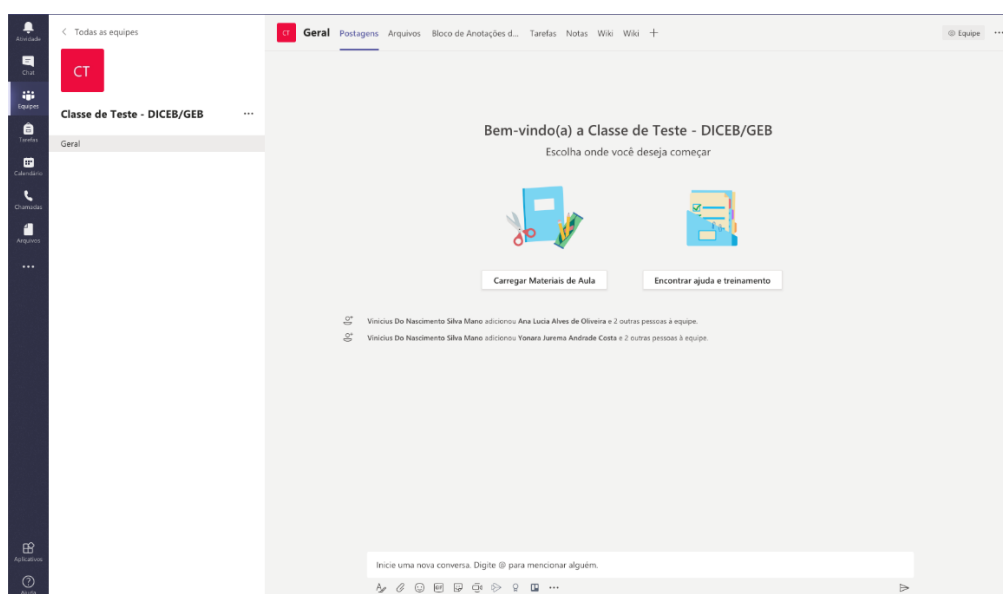 Atividade
Chat
Equipes
Tarefas
Calendário
Chamadas
Arquivos
Aplicativos
Ajuda
Todas as equipes
CT
Classe de Teste - DICEB/GEB
Geral
CT Geral Postagens Arquivos Bloco de Anotações d... Tarefas Notas Wiki Wiki
Equipe
Bem-vindo(a) a Classe de Teste - DICEB/GEB
Escolha onde você deseja começar
Carregar Materiais de Aula Encontrar ajuda e treinamento
Vinicius Do Nascimento Silva Mano adicionou Ana Lucia Alves de Oliveira e 2 outras pessoas à equipe.
Vinicius Do Nascimento Silva Mano adicionou Yonara Jurema Andrade Costa e 2 outras pessoas à equipe.
Inicie uma nova conversa. Digite @ para mencionar alguém.
GIF